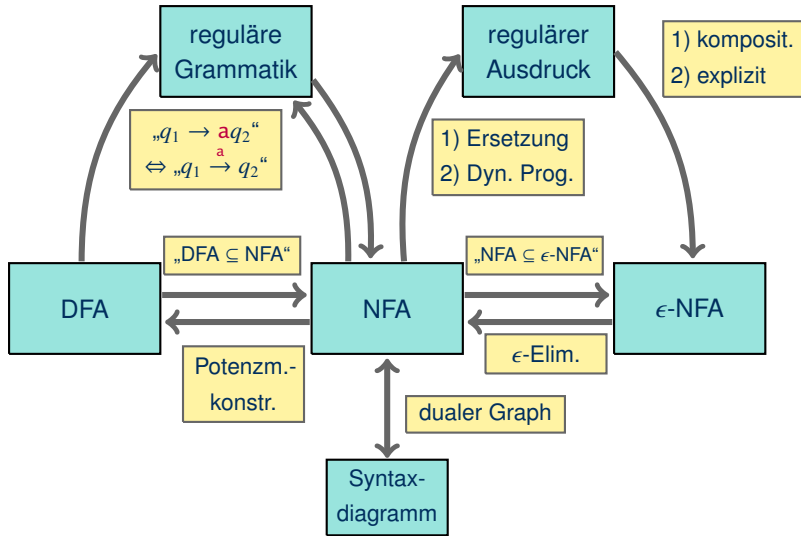 reguläre
Grammatik
regulärer
Ausdruck
1) komposit.
2) explizit
„q₁ → aq₂“
a
⇔ „q₁ → q₂“
1) Ersetzung
2) Dyn. Prog.
„DFA ⊆ NFA“
„NFA ⊆ ϵ-NFA“
DFA
NFA
ϵ-NFA
Potenzm.-
konstr.
ϵ-Elim.
dualer Graph
Syntax-
diagramm